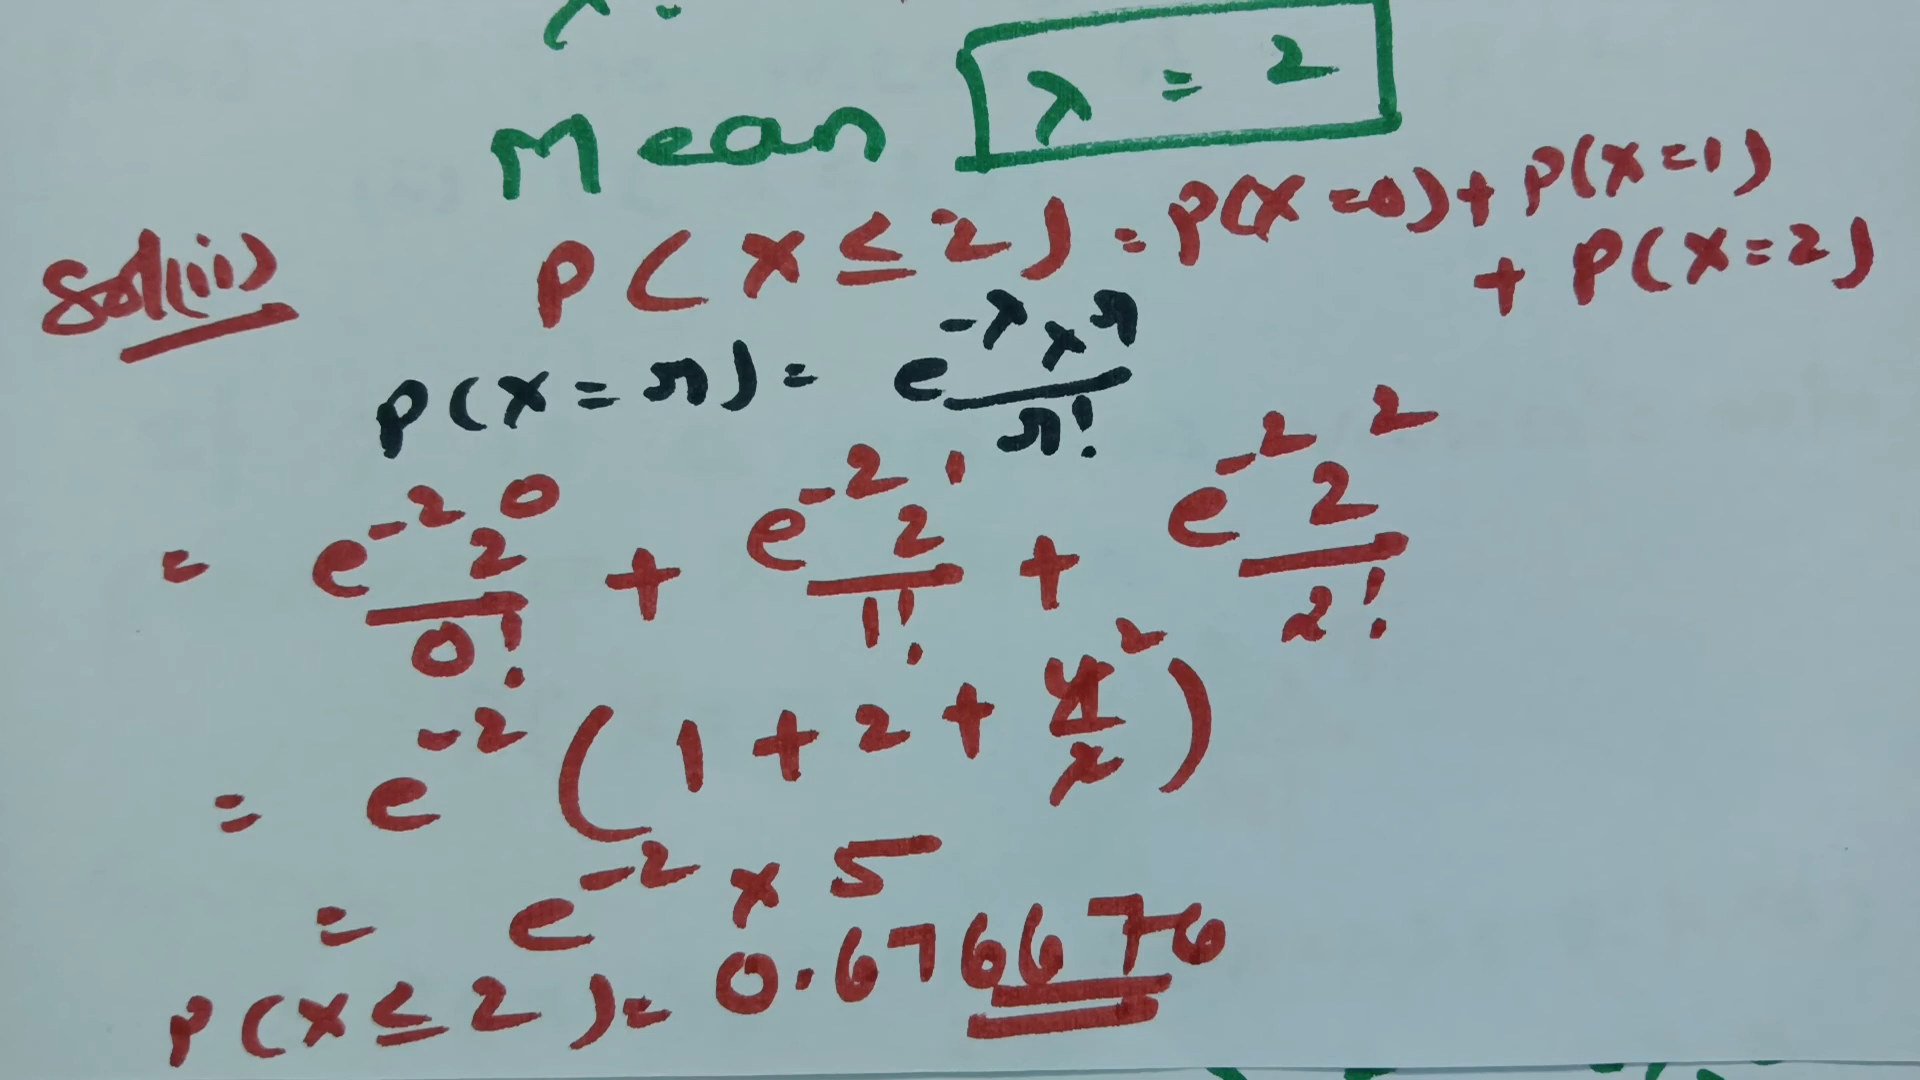 Mean λ = 2
Sol(ii) P(X ≤ 2) = P(X=0) + P(X=1)
+ P(X=2)
P(X=r) = e^-λ λ^r / r!
= e^-2 2^0 / 0! + e^-2 2^1 / 1! + e^-2 2^2 / 2!
= e^-2 (1 + 2 + 4/2 2)
= e^-2 x 5
P(X ≤ 2) = 0.676676